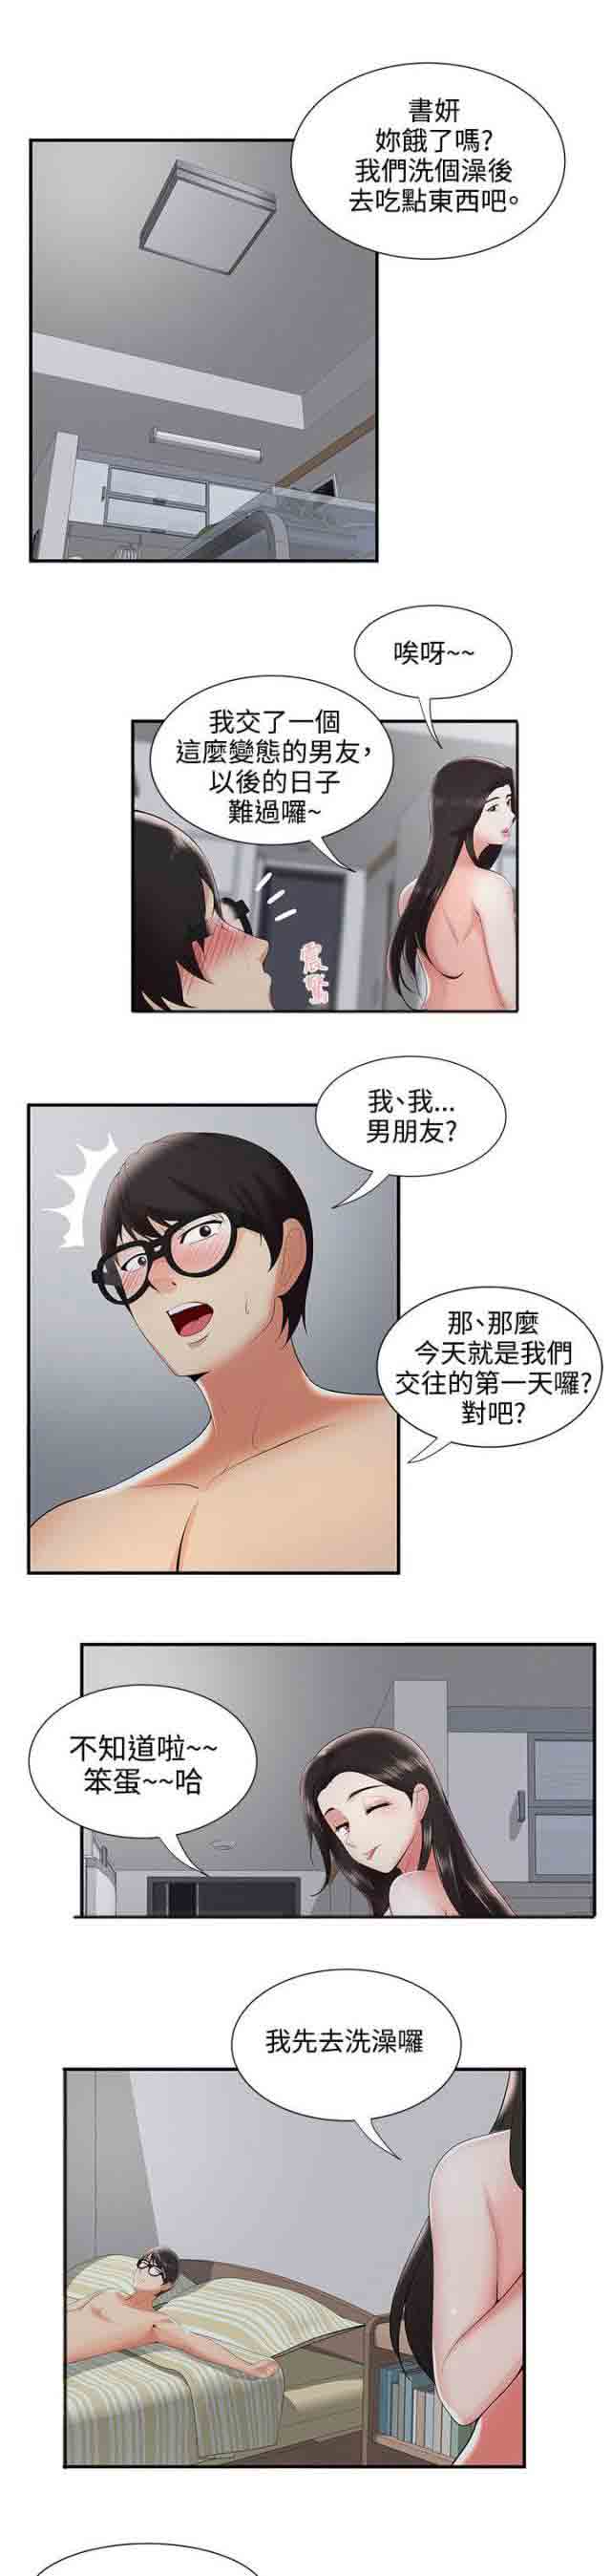 書妍
妳餓了嗎?
我們洗個澡後
去吃點東西吧。
唉呀~~
我交了一個
這麼變態的男友,
以後的日子
難過囉~
震驚
我、我...
男朋友?
那、那麼
今天就是我們
交往的第一天囉?
對吧?
不知道啦~~
笨蛋~~哈
我先去洗澡囉